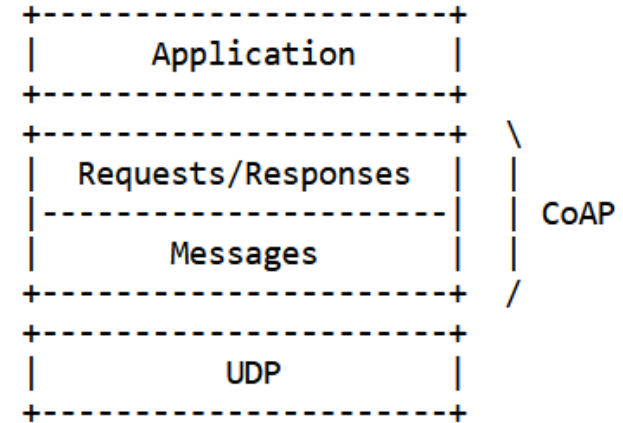 Application
Requests/Responses
CoAP
Messages
UDP